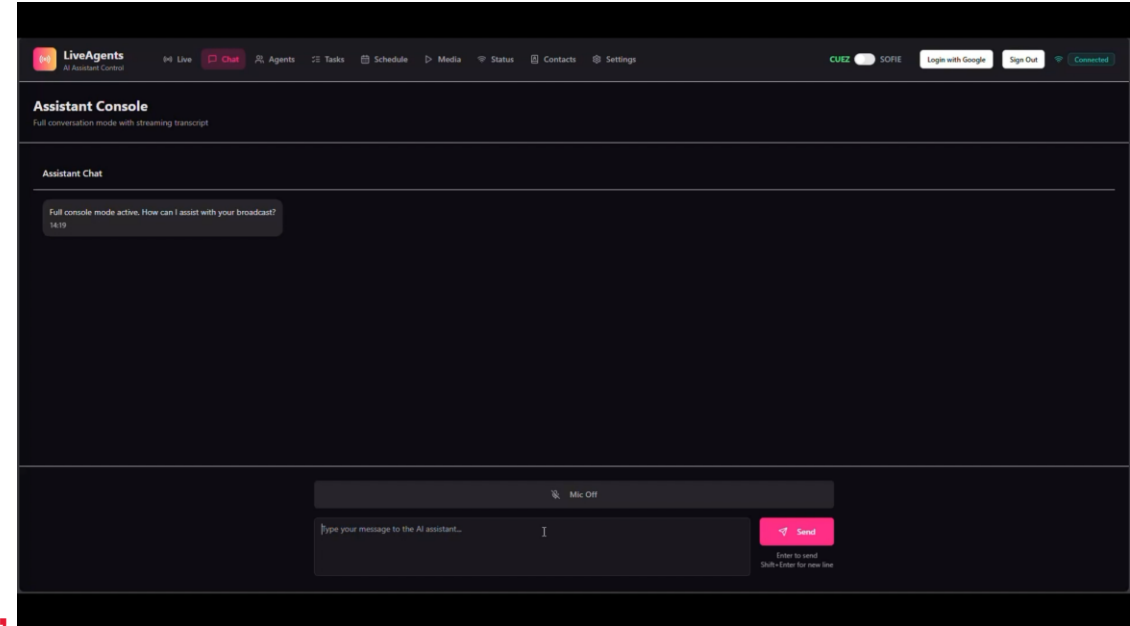 LiveAgents
AI Assistant Control
Live Chat Agents Tasks Schedule Media Status Contacts Settings
CUEZ SOFIE
Login with Google
Sign Out
Connected
Assistant Console
Full conversation mode with streaming transcript
Assistant Chat
Full console mode active. How can I assist with your broadcast?
14:19
Mic Off
Type your message to the AI assistant...
Send
Enter to send
Shift+Enter for new line